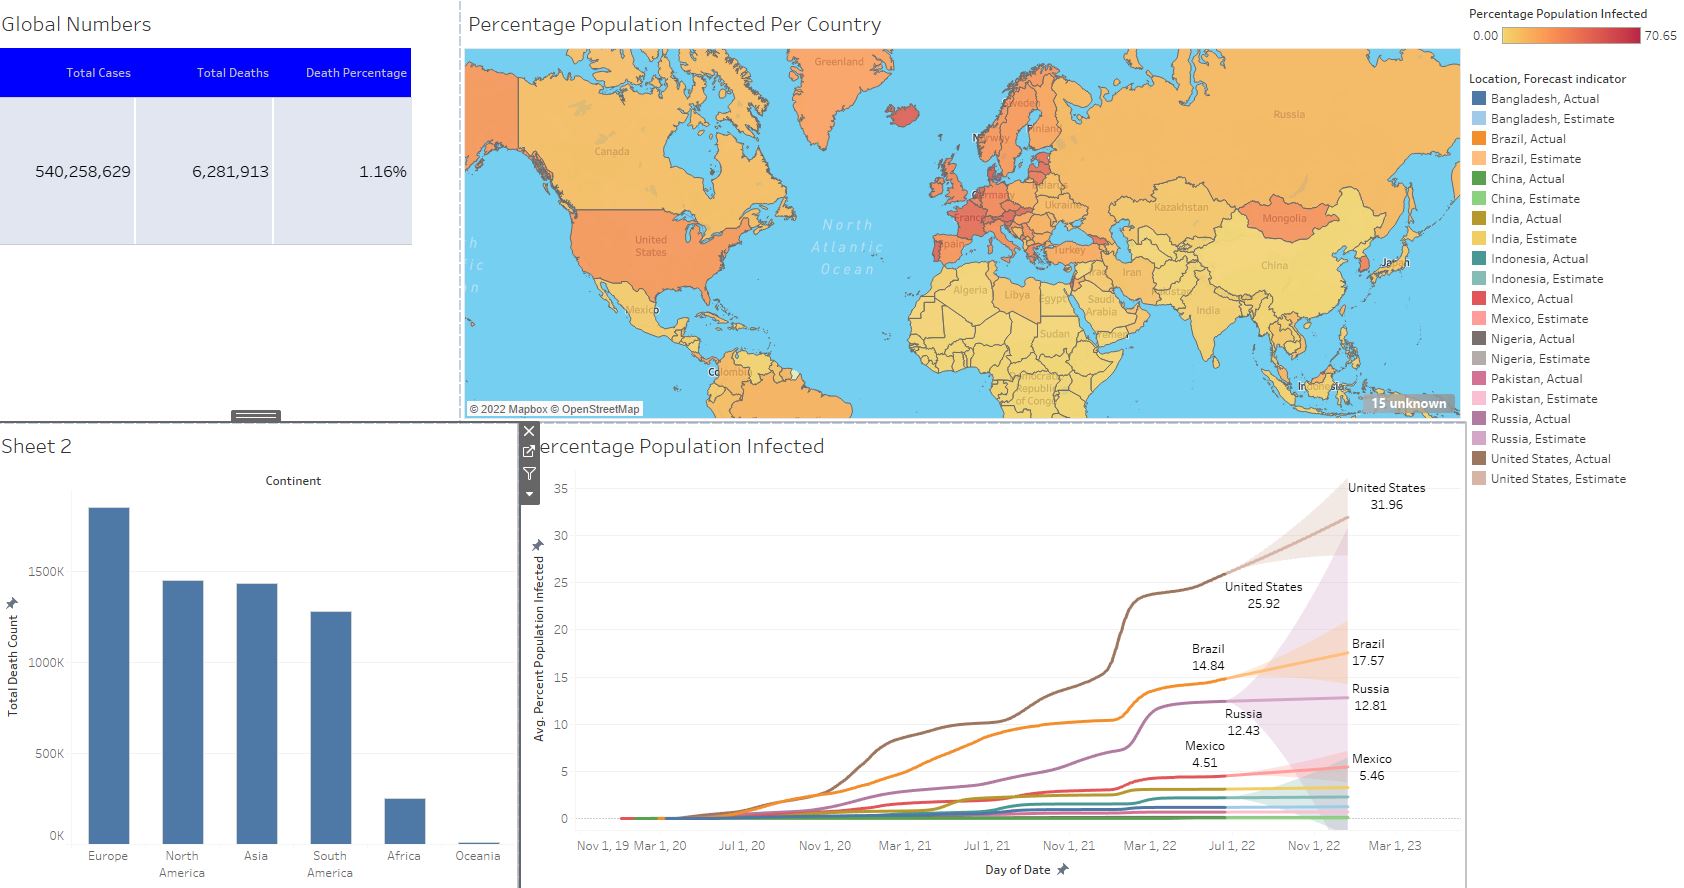 Global Numbers
Total Cases Total Deaths Death Percentage
540,258,629 6,281,913 1.16%
Percentage Population Infected Per Country
Greenland
Canada
United
States
Mexico
Colombia
North
Atlantic
Ocean
Sweden
Finland
Norway
Russia
Belarus
Germany
Ukraine
France
Spain
Turkey
Kazakhstan
Mongolia
China
Japan
Iraq
Iran
Pakistan
India
Algeria
Libya
Egypt
Saudi
Arabia
Yemen
Sudan
Democratic
Republic
of Congo
Indonesia
© 2022 Mapbox © OpenStreetMap
15 unknown
Percentage Population Infected
0.00 70.65
Location, Forecast indicator
Bangladesh, Actual
Bangladesh, Estimate
Brazil, Actual
Brazil, Estimate
China, Actual
China, Estimate
India, Actual
India, Estimate
Indonesia, Actual
Indonesia, Estimate
Mexico, Actual
Mexico, Estimate
Nigeria, Actual
Nigeria, Estimate
Pakistan, Actual
Pakistan, Estimate
Russia, Actual
Russia, Estimate
United States, Actual
United States, Estimate
Sheet 2
Continent
Total Death Count
1500K
1000K
500K
0K
Europe
North
America
Asia
South
America
Africa
Oceania
ercentage Population Infected
Avg. Percent Population Infected
35
30
25
20
15
10
5
0
United States
31.96
United States
25.92
Brazil
14.84
Brazil
17.57
Russia
12.81
Russia
12.43
Mexico
4.51
Mexico
5.46
Nov 1, 19 Mar 1, 20 Jul 1, 20 Nov 1, 20 Mar 1, 21 Jul 1, 21 Nov 1, 21 Mar 1, 22 Jul 1, 22 Nov 1, 22 Mar 1, 23
Day of Date